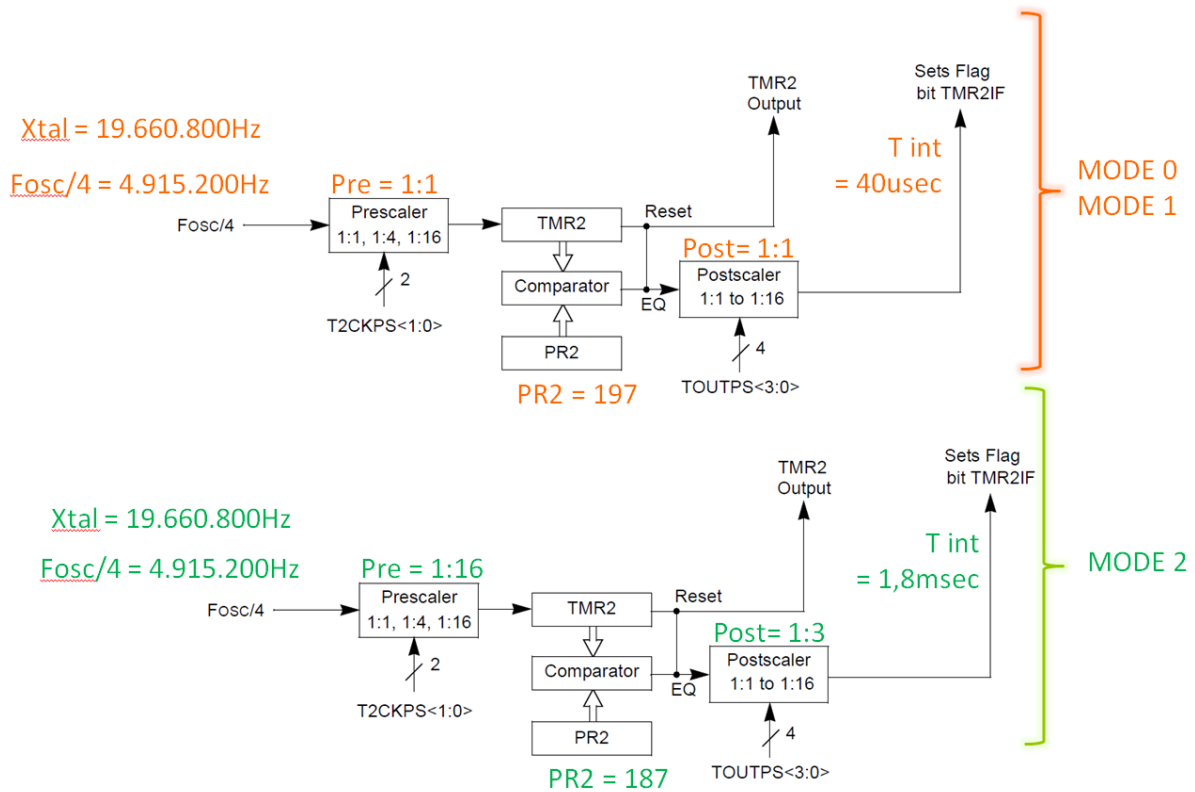 Sets Flag
bit TMR2IF
TMR2
Output
Xtal = 19.660.800Hz
T int
= 40usec
MODE 0
MODE 1
Fosc/4 = 4.915.200Hz
Pre = 1:1
Fosc/4
Prescaler
1:1, 1:4, 1:16
TMR2
Reset
Post= 1:1
Postscaler
1:1 to 1:16
Comparator
EQ
2
T2CKPS<1:0>
PR2
4
TOUTPS<3:0>
PR2 = 197
Sets Flag
bit TMR2IF
TMR2
Output
Xtal = 19.660.800Hz
T int
= 1,8msec
MODE 2
Fosc/4 = 4.915.200Hz
Pre = 1:16
Fosc/4
Prescaler
1:1, 1:4, 1:16
TMR2
Reset
Post= 1:3
Postscaler
1:1 to 1:16
Comparator
EQ
2
T2CKPS<1:0>
PR2
4
TOUTPS<3:0>
PR2 = 187